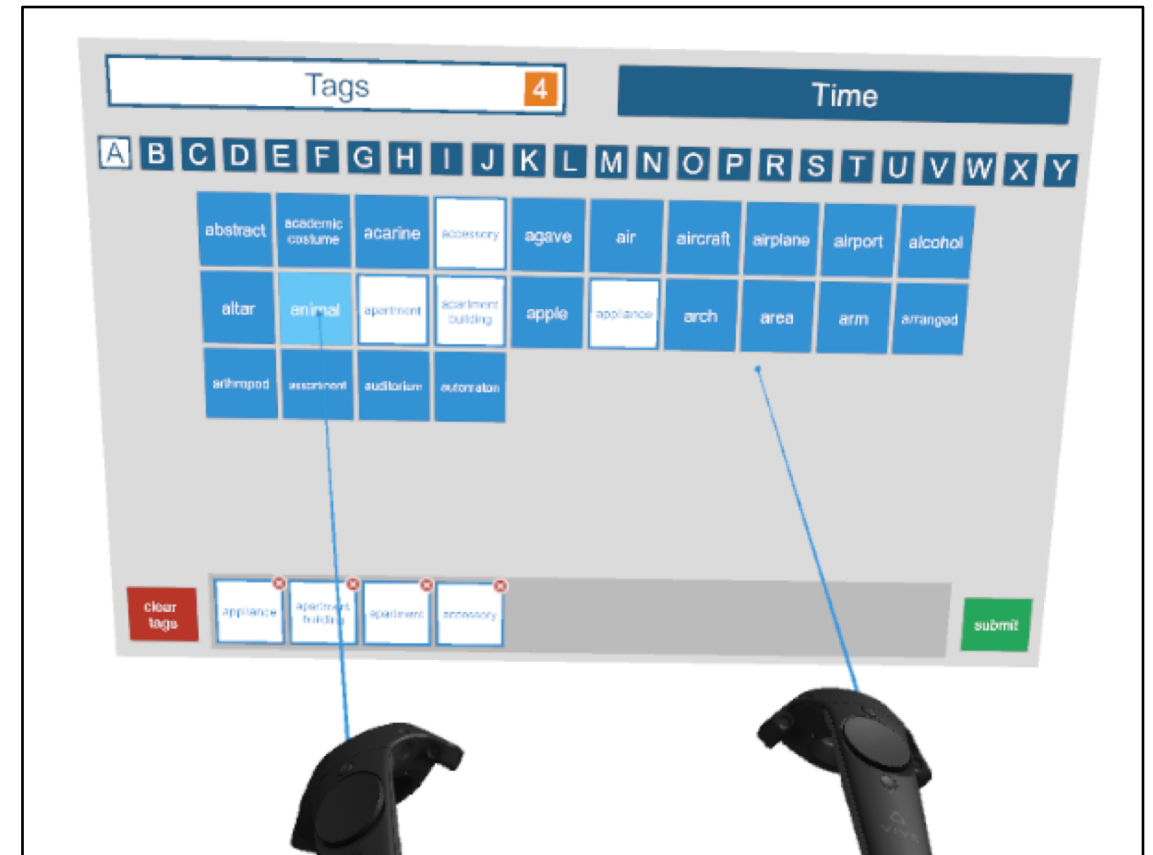 Tags 4 Time
A B C D E F G H I J K L M N O P R S T U V W X Y
abstract academic costume acarine accessory agave air aircraft airplane airport alcohol
altar animal apartment apartment building apple appliance arch area arm arranged
arthropod assortment auditorium automaton
clear tags appliance apartment building apartment accessory submit
VIVE